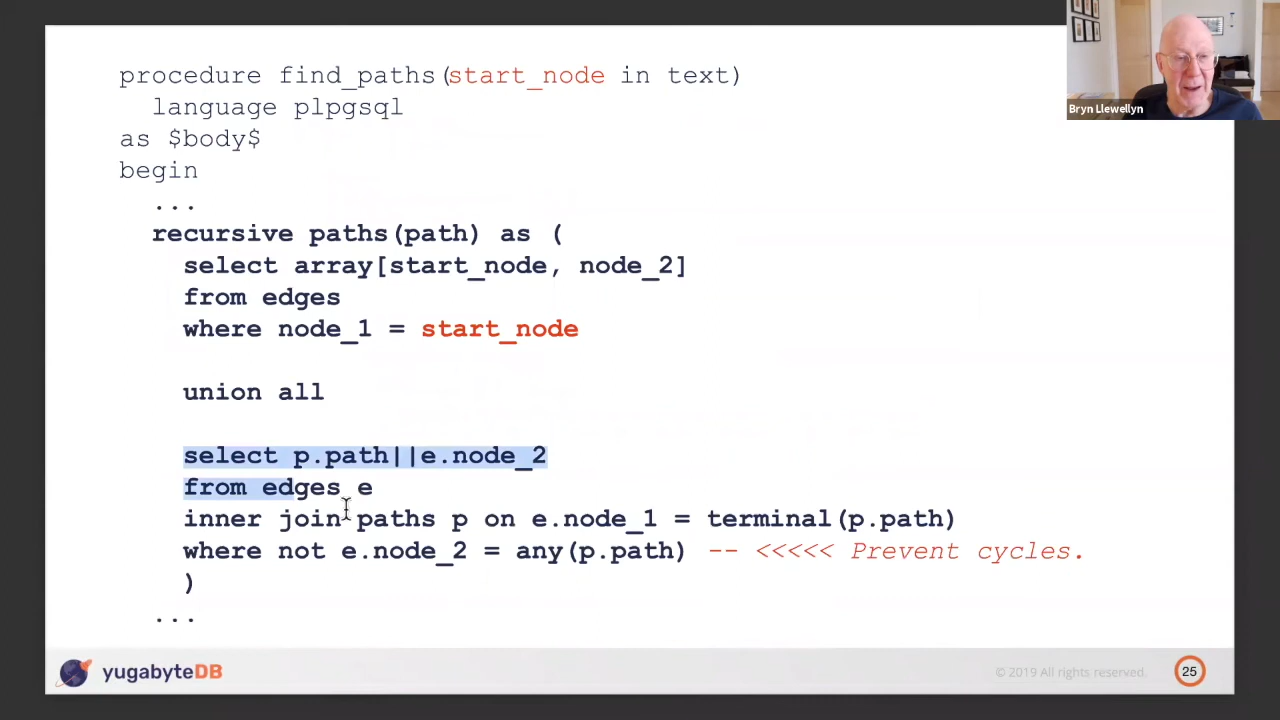 procedure find_paths(start_node in text)
language plpgsql
as $body$
begin
...
recursive paths(path) as (
select array[start_node, node_2]
from edges
where node_1 = start_node
union all
select p.path||e.node_2
from edges e
inner join paths p on e.node_1 = terminal(p.path)
where not e.node_2 = any(p.path) -- <<<<< Prevent cycles.
)
...
Bryn Llewellyn
yugabyteDB
© 2019 All rights reserved.
25